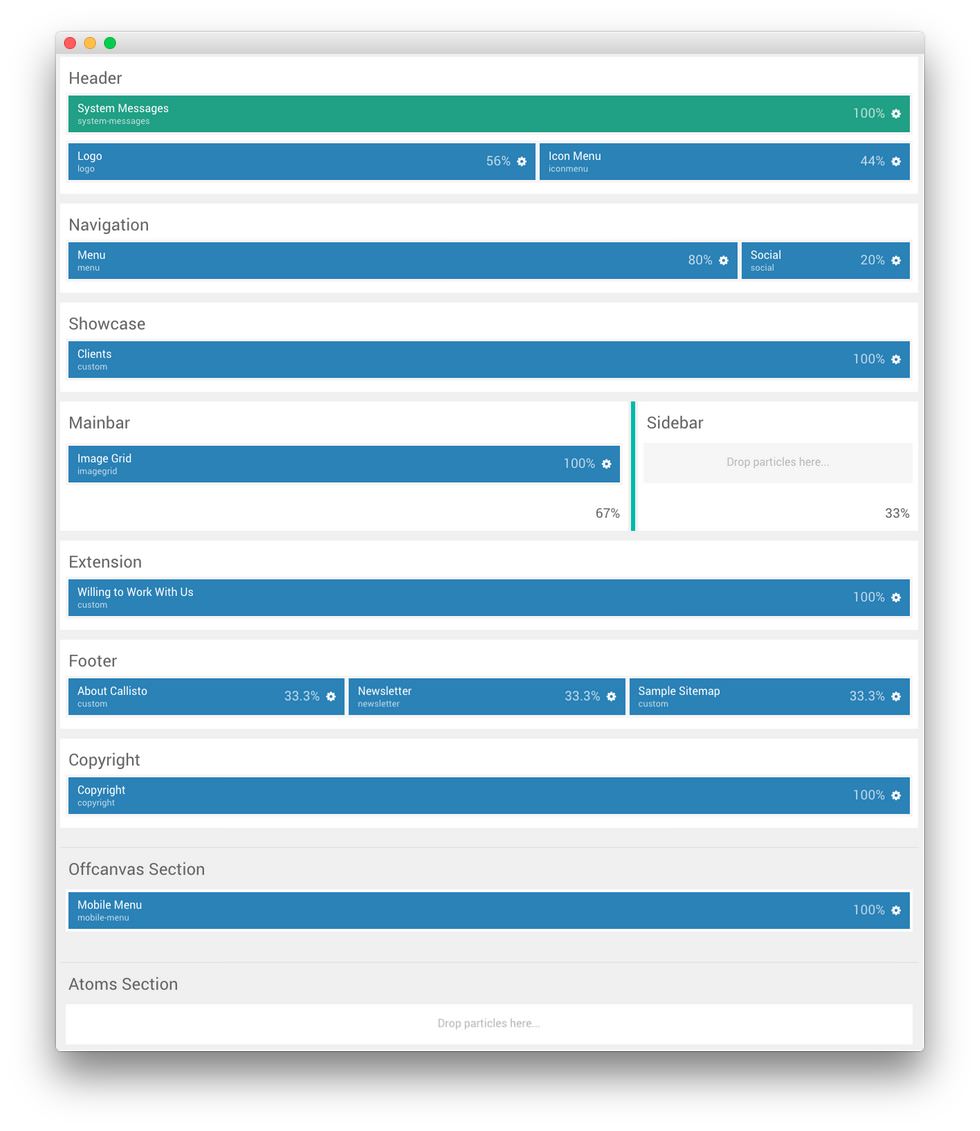 Header
System Messages
system-messages
100%
Logo
logo
56%
Icon Menu
iconmenu
44%
Navigation
Menu
menu
80%
Social
social
20%
Showcase
Clients
custom
100%
Mainbar
Image Grid
imagegrid
100%
67%
Sidebar
Drop particles here...
33%
Extension
Willing to Work With Us
custom
100%
Footer
About Callisto
custom
33.3%
Newsletter
newsletter
33.3%
Sample Sitemap
custom
33.3%
Copyright
Copyright
copyright
100%
Offcanvas Section
Mobile Menu
mobile-menu
100%
Atoms Section
Drop particles here...